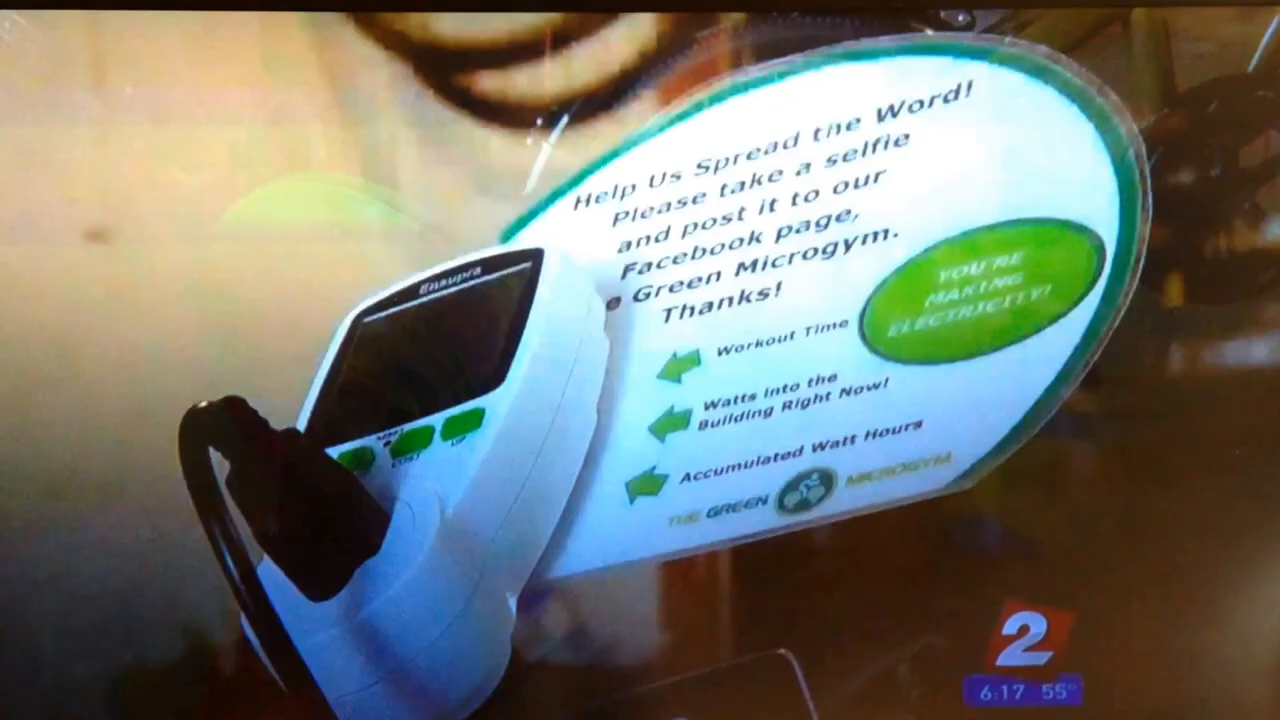 Help Us Spread the Word!
Please take a selfie
and post it to our
Facebook page,
Green Microgym.
Thanks!
YOU'RE
MAKING
ELECTRICITY!
Workout Time
Watts into the
Building Right Now!
Accumulated Watt Hours
THE GREEN MICROGYM
Ensupra
COST
UP
2
6:17 55°